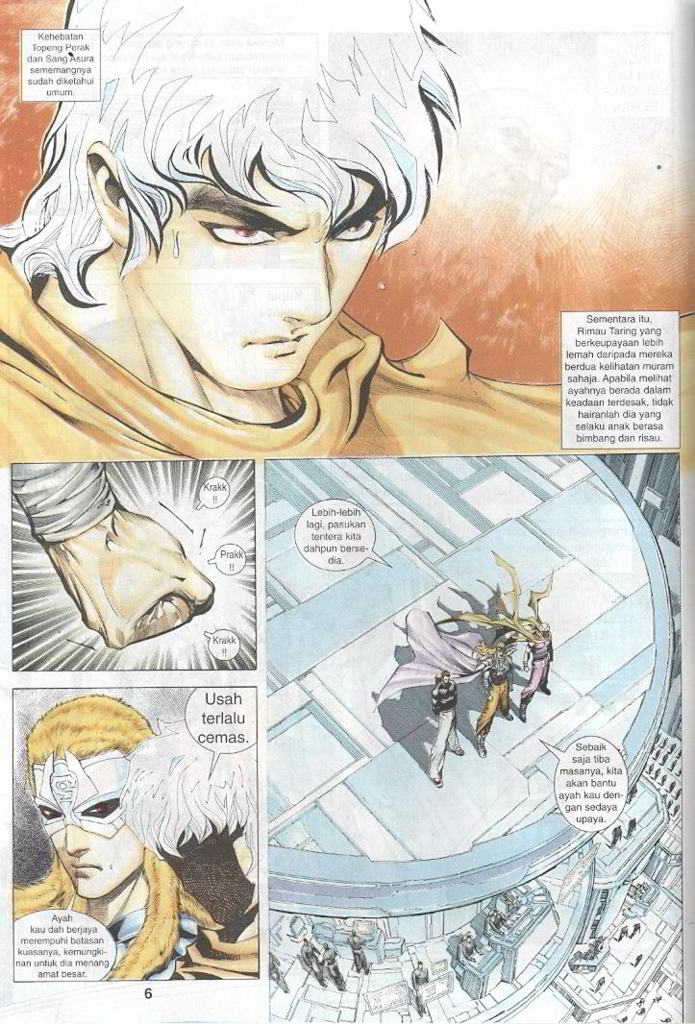 Kehebatan
Topeng Perak
dan Sang Asura
sememangnya
sudah diketahui
umum.
Sementara itu,
Rimau Taring yang
berkeupayaan lebih
lemah daripada mereka
berdua kelihatan muram
sahaja. Apabila melihat
ayahnya berada dalam
keadaan terdesak, tidak
hairanlah dia yang
selaku anak berasa
bimbang dan risau.
Krakk
!!
Prakk
!!
Krakk
!!
Lebih-lebih
lagi, pasukan
tentera kita
dahpun berse-
dia.
Usah
terlalu
cemas.
Sebaik
saja tiba
masanya, kita
akan bantu
ayah kau de-
ngan sedaya
upaya.
Ayah
kau dah berjaya
merempuhi batasan
kuasanya, kemungki-
nan untuk dia menang
amat besar.
6